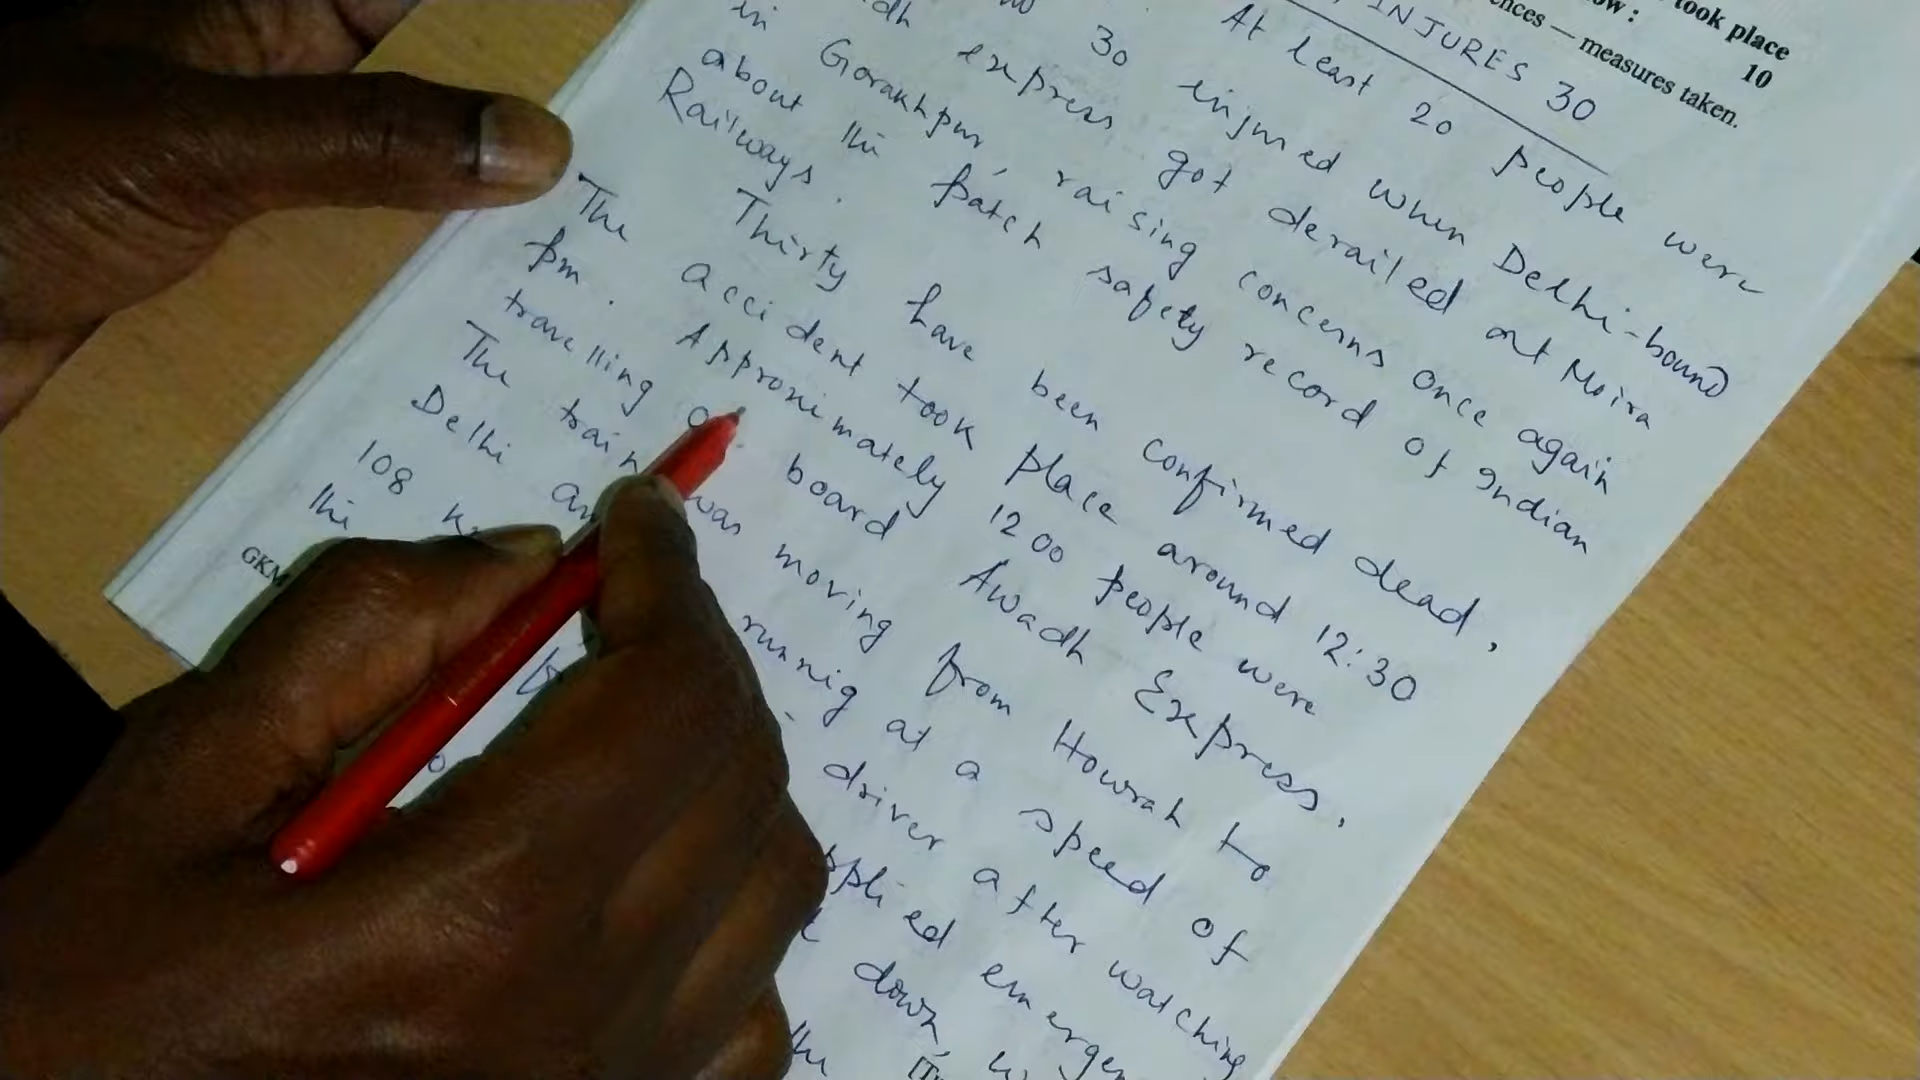 took place
10
ences — measures taken.
INJURES 30
At least 20 people were
30 injured when Delhi-bound
express got derailed at Moira
in Gorakhpur, raising concerns once again
about the patch safety record of Indian
Railways.
Thirty have been confirmed dead,
The accident took place around 12:30
pm. Approximately 1200 people were
travelling board Awadh Express.
The train was moving from Howrah to
Delhi running at a speed of
108
the driver after watching
GKM
down,
the